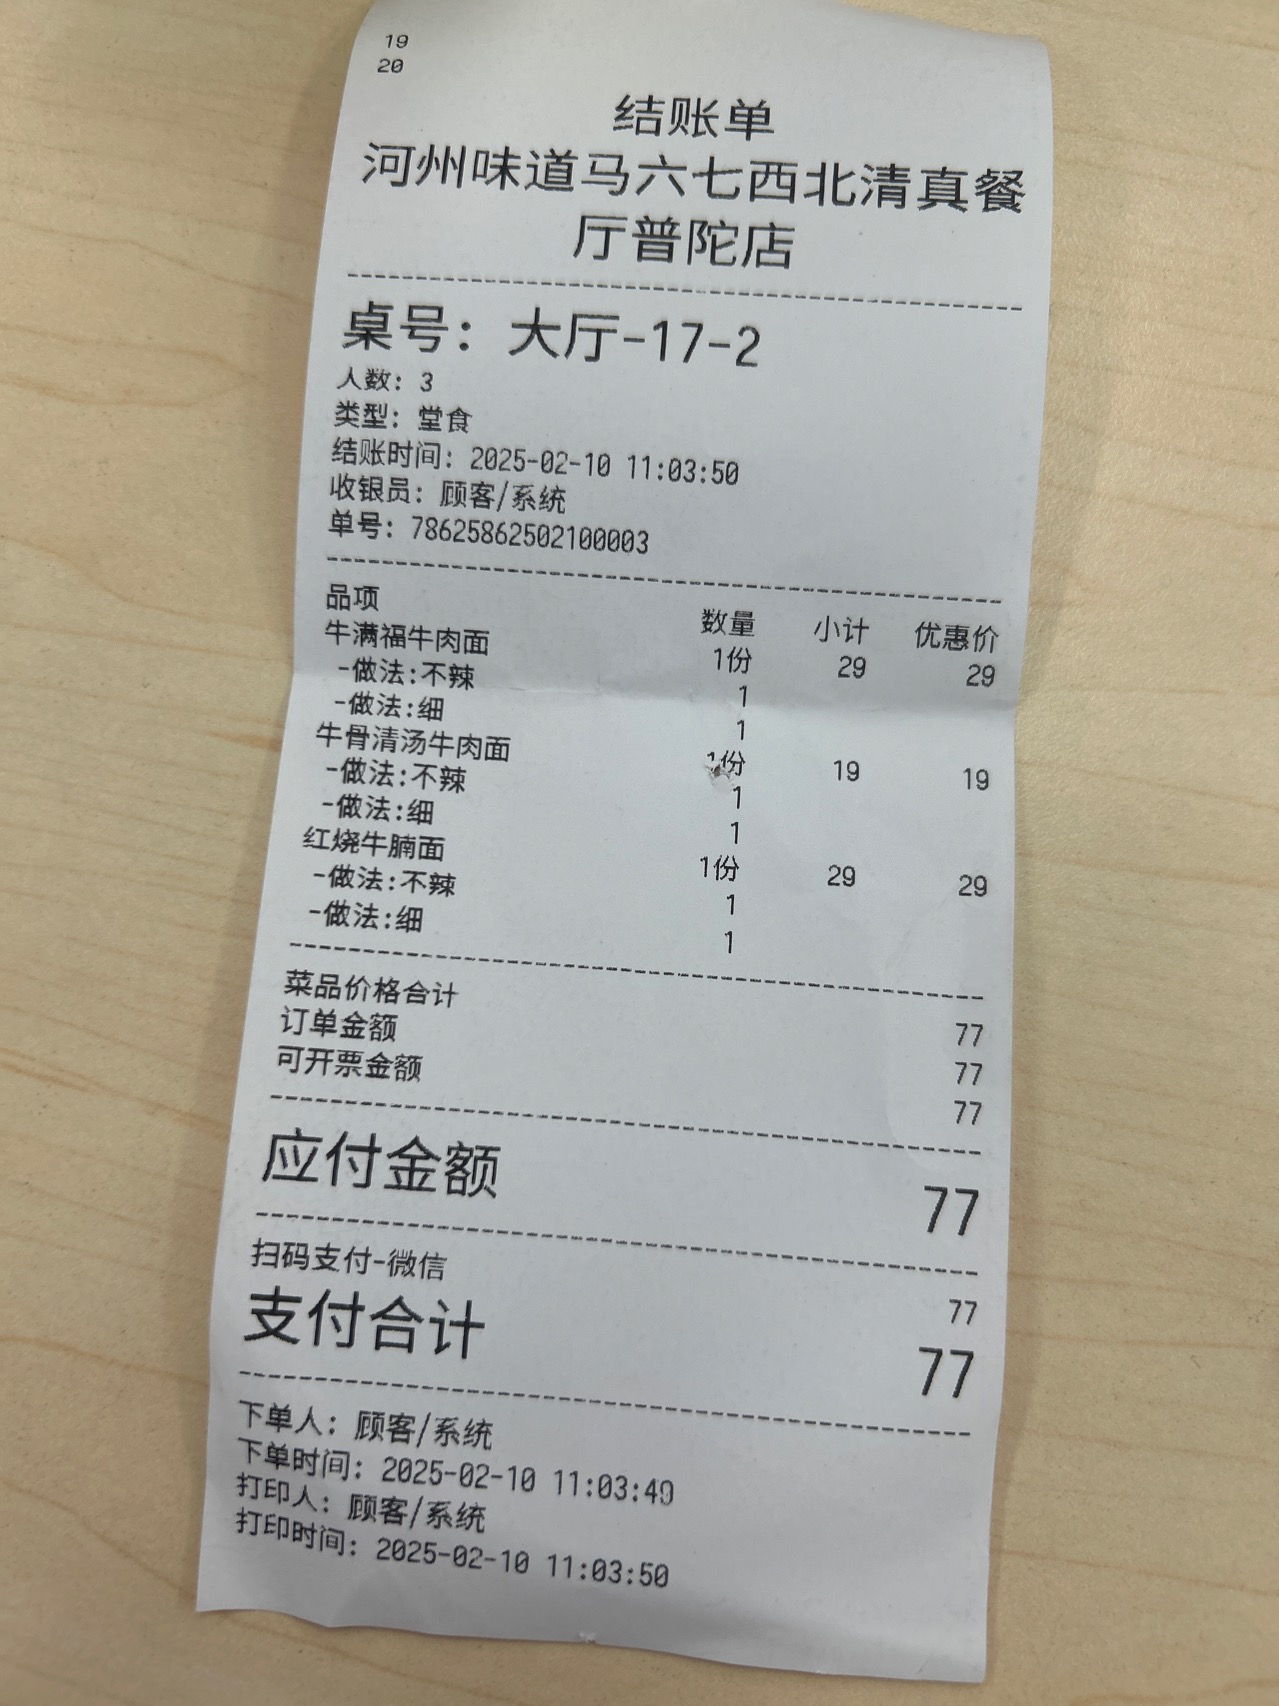 19
20
结账单
河州味道马六七西北清真餐
厅普陀店
桌号：大厅-17-2
人数：3
类型：堂食
结账时间：2025-02-10 11:03:50
收银员：顾客/系统
单号：78625862502100003
品项 数量 小计 优惠价
牛满福牛肉面 1份 29 29
-做法:不辣 1
-做法:细 1
牛骨清汤牛肉面 1份 19 19
-做法:不辣 1
-做法:细 1
红烧牛腩面 1份 29 29
-做法:不辣 1
-做法:细 1
菜品价格合计 77
订单金额 77
可开票金额 77
应付金额 77
扫码支付-微信 77
支付合计 77
下单人：顾客/系统
下单时间：2025-02-10 11:03:49
打印人：顾客/系统
打印时间：2025-02-10 11:03:50